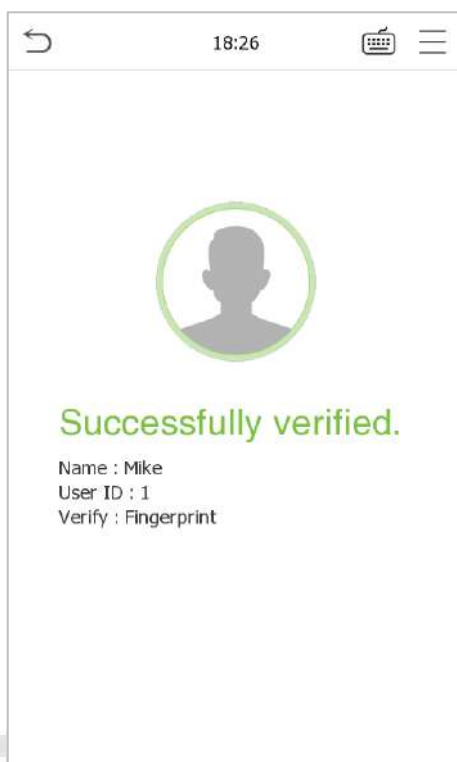 18:26
Successfully verified.
Name : Mike
User ID : 1
Verify : Fingerprint